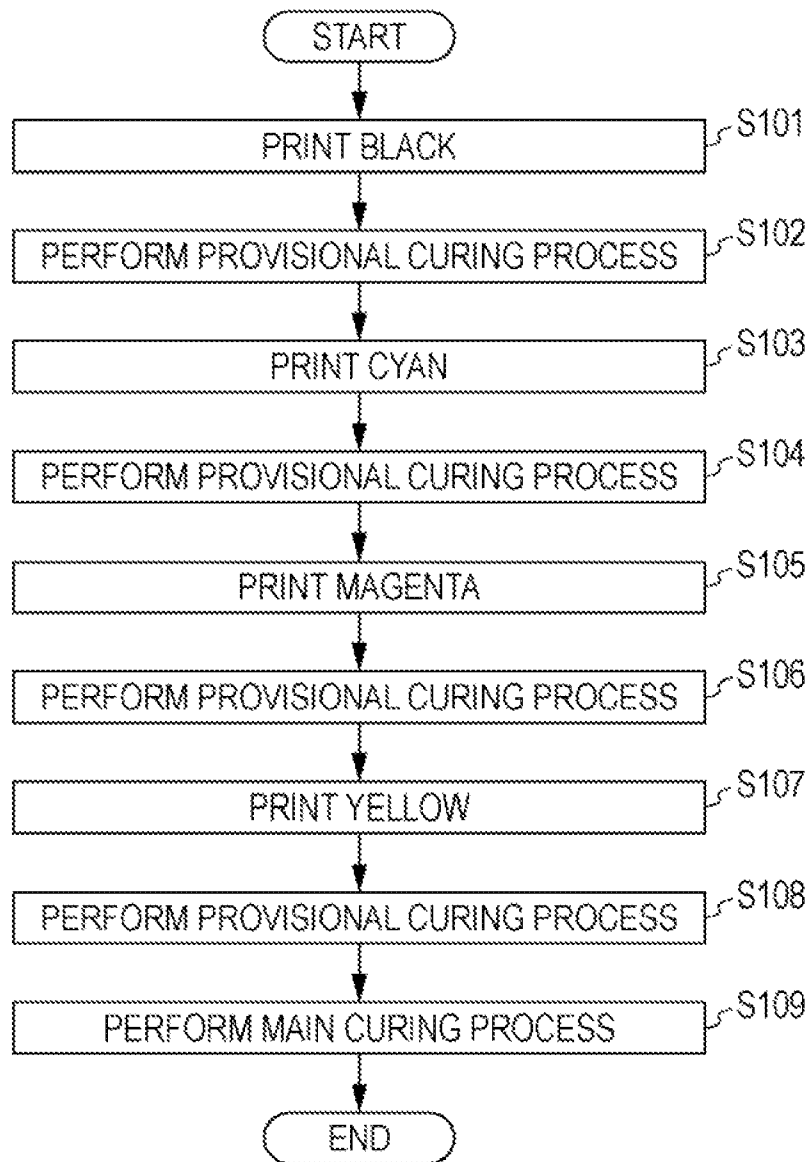 START
PRINT BLACK
S101
PERFORM PROVISIONAL CURING PROCESS
S102
PRINT CYAN
S103
PERFORM PROVISIONAL CURING PROCESS
S104
PRINT MAGENTA
S105
PERFORM PROVISIONAL CURING PROCESS
S106
PRINT YELLOW
S107
PERFORM PROVISIONAL CURING PROCESS
S108
PERFORM MAIN CURING PROCESS
S109
END